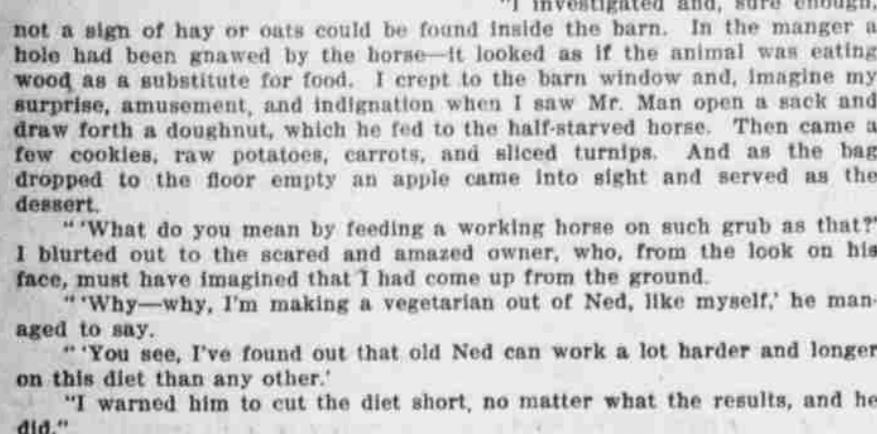 "I investigated and, sure enough,
not a sign of hay or oats could be found inside the barn. In the manger a
hole had been gnawed by the horse—it looked as if the animal was eating
wood as a substitute for food. I crept to the barn window and, imagine my
surprise, amusement, and indignation when I saw Mr. Man open a sack and
draw forth a doughnut, which he fed to the half-starved horse. Then came a
few cookies, raw potatoes, carrots, and sliced turnips. And as the bag
dropped to the floor empty an apple came into sight and served as the
dessert.
"'What do you mean by feeding a working horse on such grub as that?'
I blurted out to the scared and amazed owner, who, from the look on his
face, must have imagined that I had come up from the ground.
"'Why—why, I'm making a vegetarian out of Ned, like myself,' he man-
aged to say.
"'You see, I've found out that old Ned can work a lot harder and longer
on this diet than any other.'
"I warned him to cut the diet short, no matter what the results, and he
did."